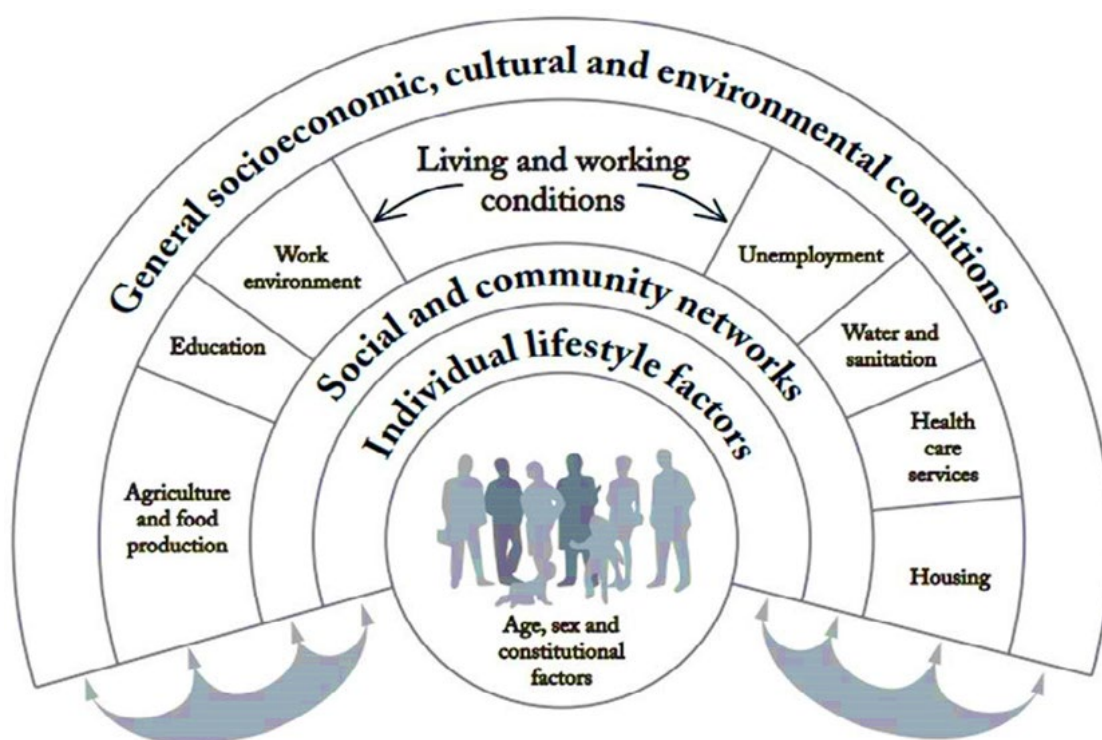 General socioeconomic, cultural and environmental conditions
Living and working
conditions
Work
environment
Unemployment
Education
Water and
sanitation
Social and community networks
Individual lifestyle factors
Agriculture
and food
production
Health
care
services
Housing
Age, sex and
constitutional
factors